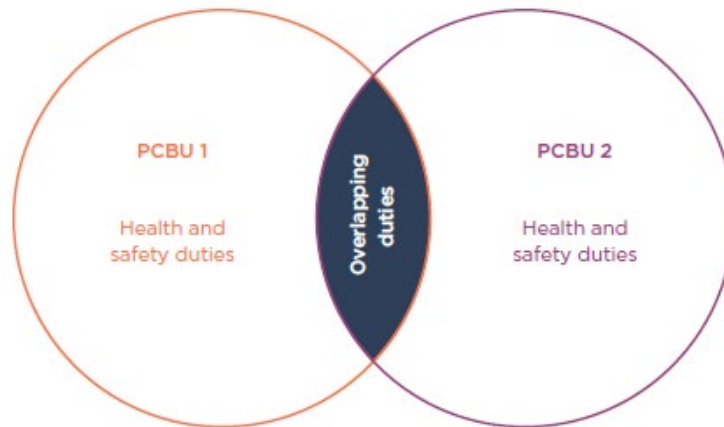 PCBU 1
Health and
safety duties
Overlapping
duties
PCBU 2
Health and
safety duties